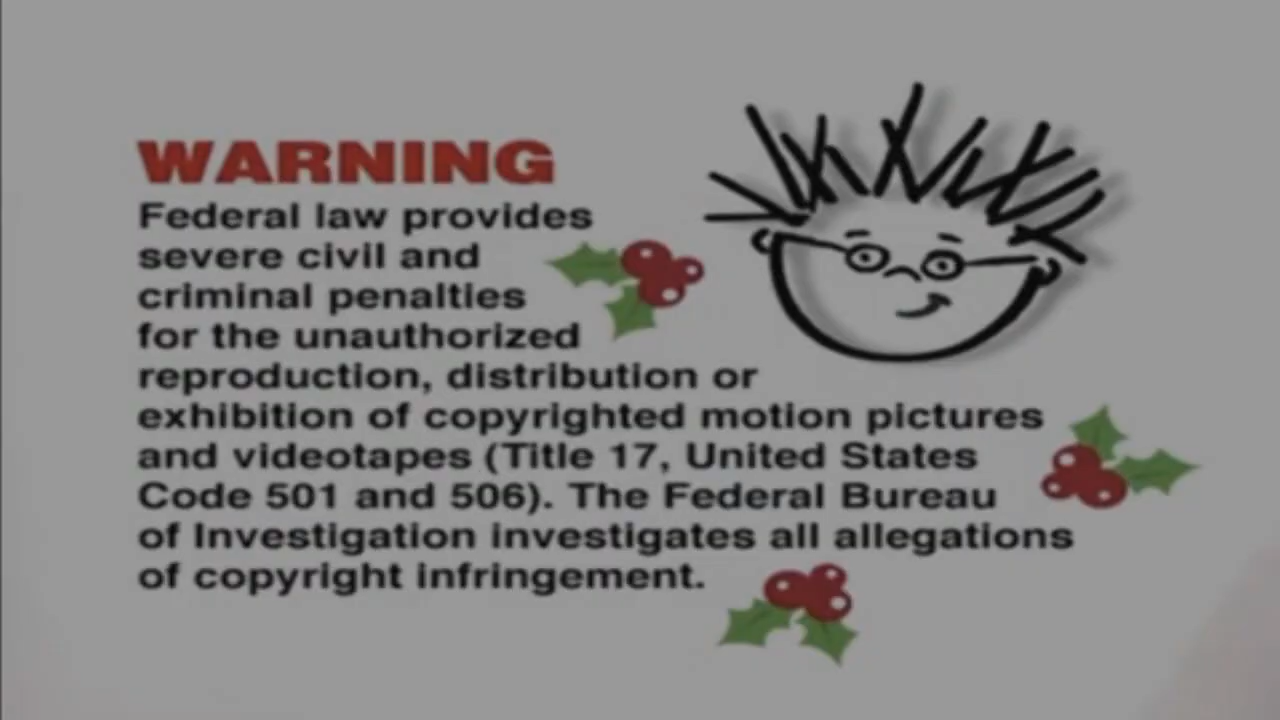 WARNING
Federal law provides
severe civil and
criminal penalties
for the unauthorized
reproduction, distribution or
exhibition of copyrighted motion pictures
and videotapes (Title 17, United States
Code 501 and 506). The Federal Bureau
of Investigation investigates all allegations
of copyright infringement.